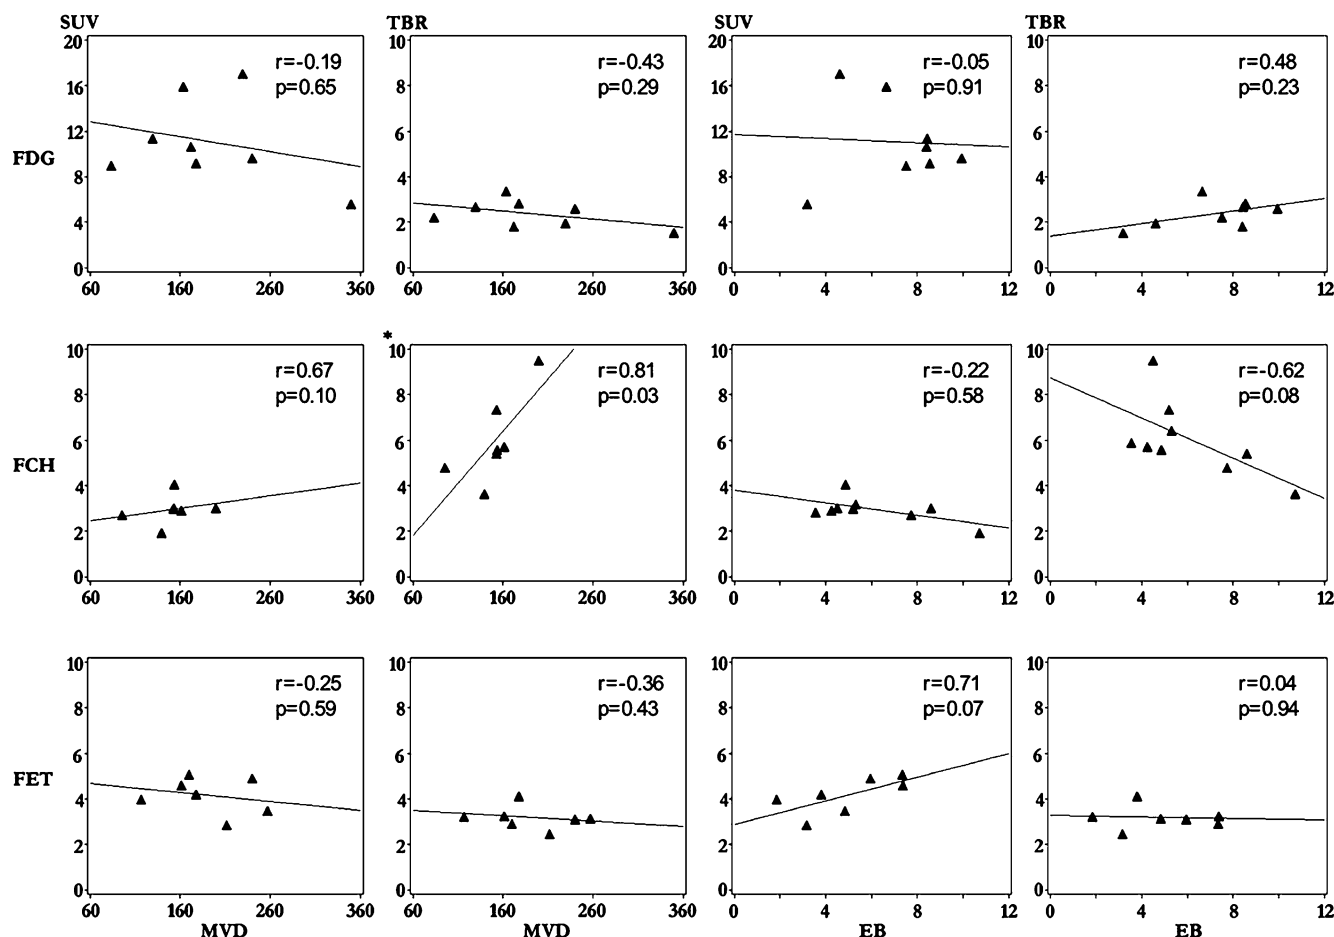 SUV TBR SUV TBR
20 10 20 10
r=-0.19 r=-0.43 r=-0.05 r=0.48
p=0.65 p=0.29 p=0.91 p=0.23
16 8 16 8
12 6 12 6
FDG
8 4 8 4
4 2 4 2
0 0 0 0
60 160 260 360 60 160 260 360 0 4 8 12 0 4 8 12
*
10 10 10 10
r=0.67 r=0.81 r=-0.22 r=-0.62
p=0.10 p=0.03 p=0.58 p=0.08
8 8 8 8
6 6 6 6
FCH
4 4 4 4
2 2 2 2
0 0 0 0
60 160 260 360 60 160 260 360 0 4 8 12 0 4 8 12
10 10 10 10
r=-0.25 r=-0.36 r=0.71 r=0.04
p=0.59 p=0.43 p=0.07 p=0.94
8 8 8 8
6 6 6 6
FET
4 4 4 4
2 2 2 2
0 0 0 0
60 160 260 360 60 160 260 360 0 4 8 12 0 4 8 12
MVD MVD EB EB